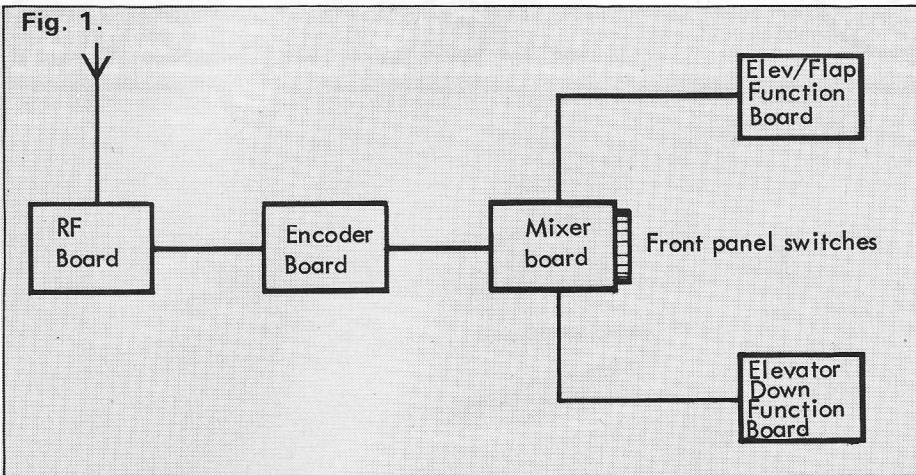 Fig. 1.
Elev/Flap
Function
Board
RF
Board
Encoder
Board
Mixer
board
Front panel switches
Elevator
Down
Function
Board